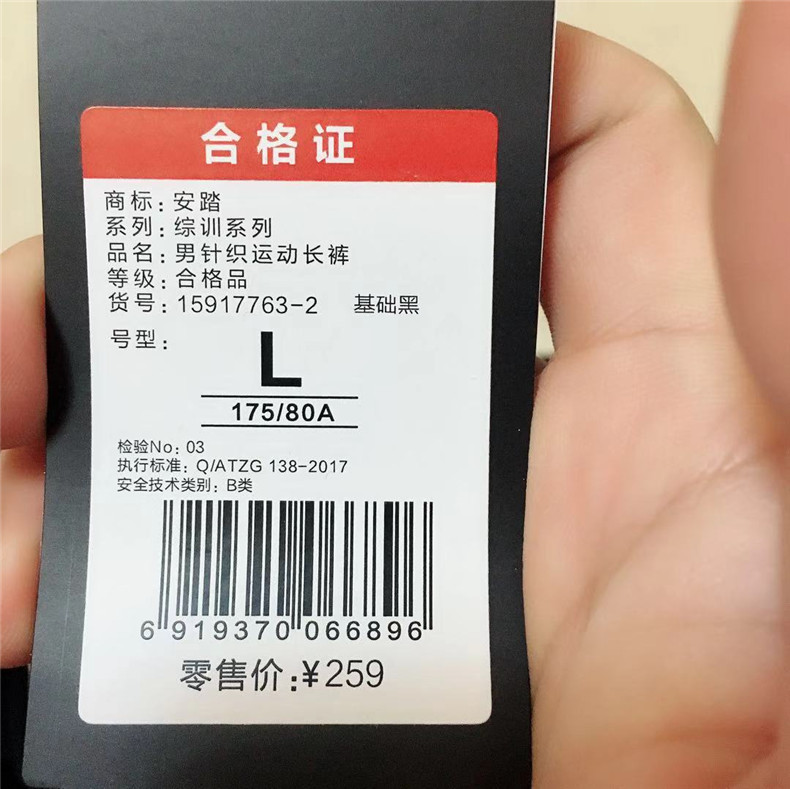 合格证
商标：安踏
系列：综训系列
品名：男针织运动长裤
等级：合格品
货号：15917763-2 基础黑
号型：
L
175/80A
检验No：03
执行标准：Q/ATZG 138-2017
安全技术类别：B类
6 919370 066896
零售价：¥259